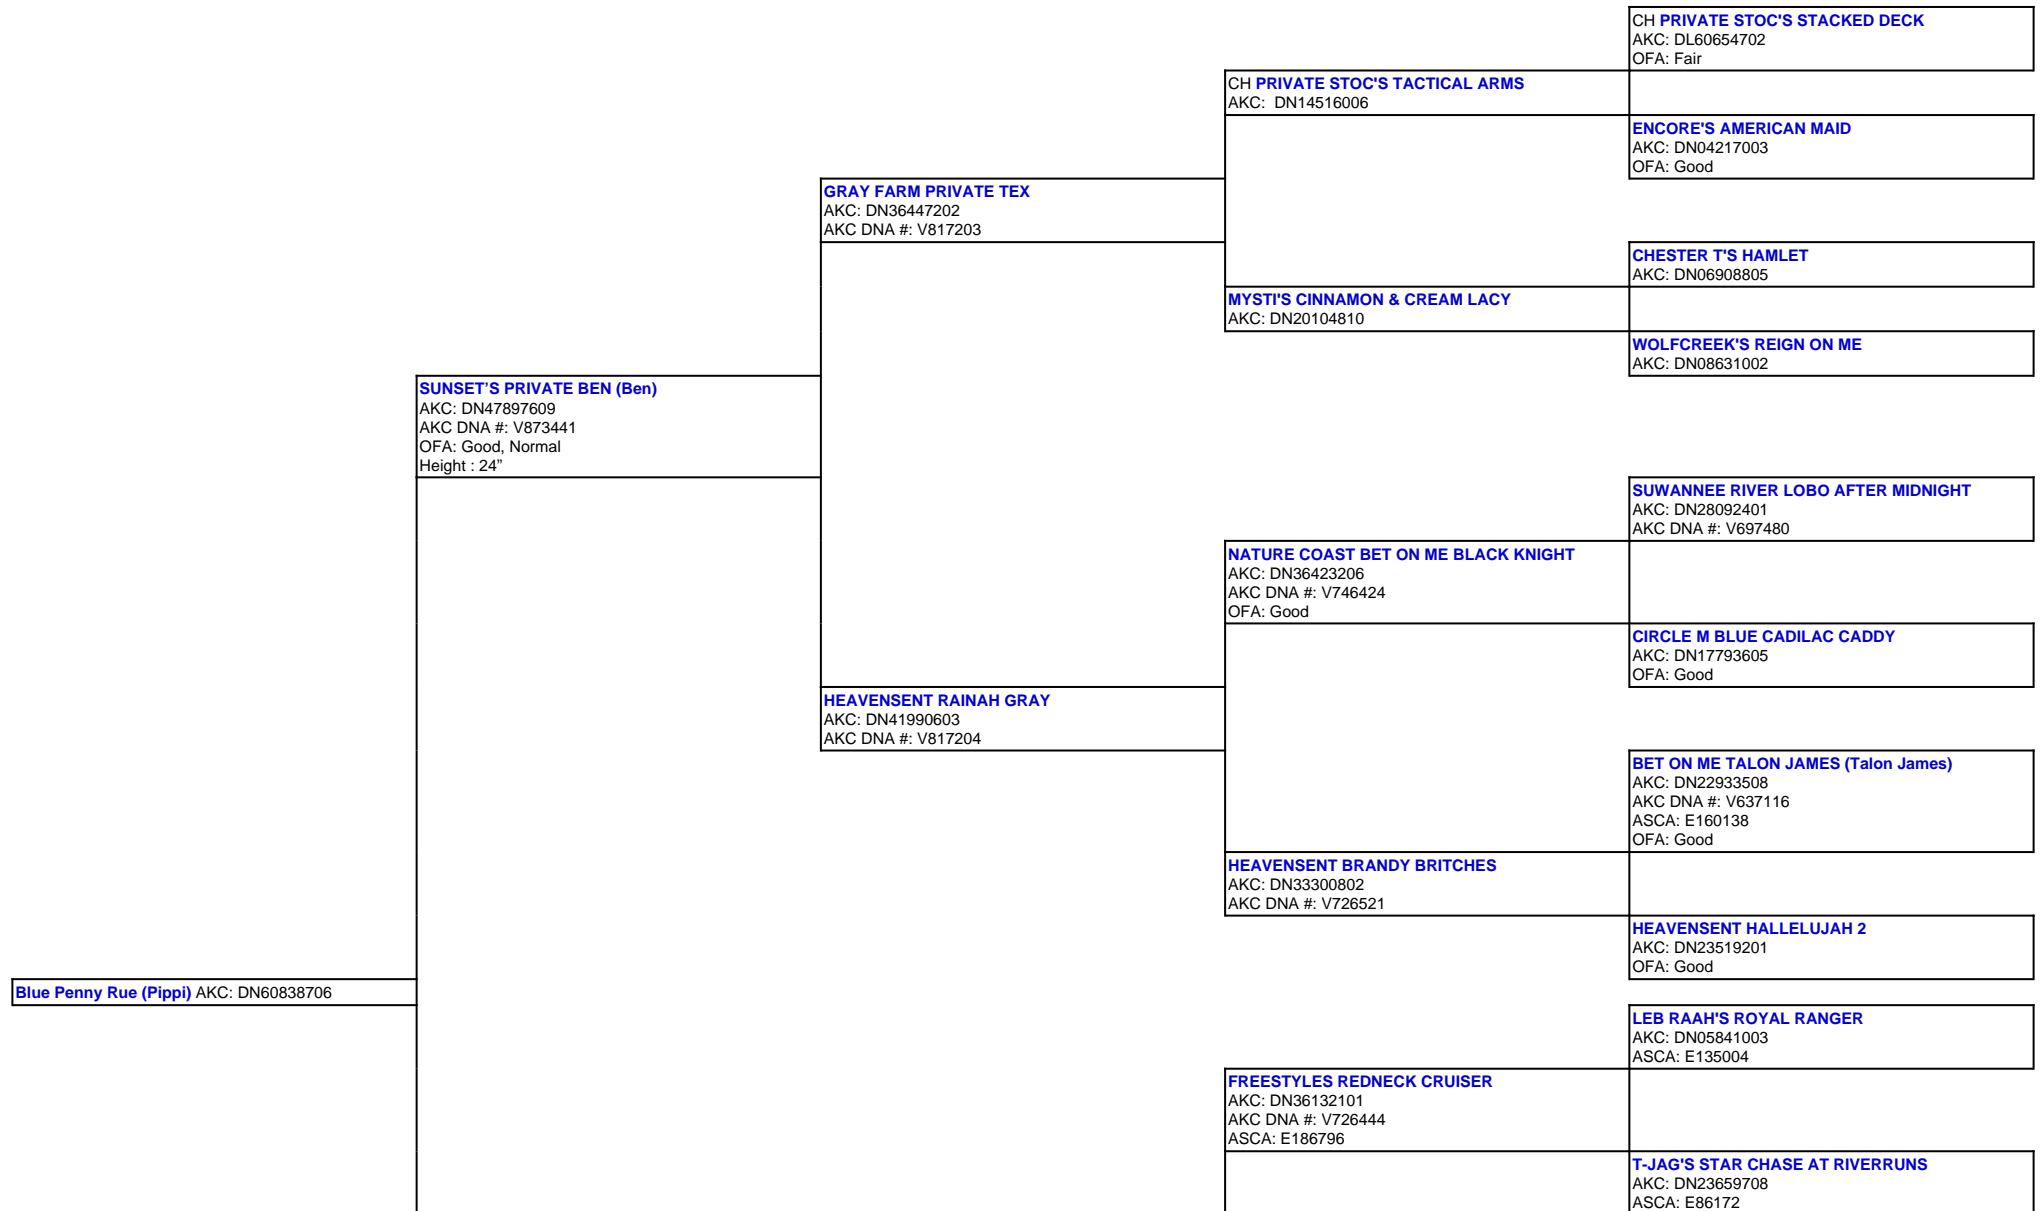 CH PRIVATE STOC'S STACKED DECK
AKC: DL60654702
OFA: Fair
CH PRIVATE STOC'S TACTICAL ARMS
AKC:  DN14516006
ENCORE'S AMERICAN MAID
AKC: DN04217003
OFA: Good
GRAY FARM PRIVATE TEX
AKC: DN36447202
AKC DNA #: V817203
CHESTER T'S HAMLET
AKC: DN06908805
MYSTI'S CINNAMON & CREAM LACY
AKC: DN20104810
WOLFCREEK'S REIGN ON ME
AKC: DN08631002
SUNSET’S PRIVATE BEN (Ben)
AKC: DN47897609
AKC DNA #: V873441
OFA: Good, Normal
Height : 24”
SUWANNEE RIVER LOBO AFTER MIDNIGHT
AKC: DN28092401
AKC DNA #: V697480
NATURE COAST BET ON ME BLACK KNIGHT
AKC: DN36423206
AKC DNA #: V746424
OFA: Good
CIRCLE M BLUE CADILAC CADDY
AKC: DN17793605
OFA: Good
HEAVENSENT RAINAH GRAY
AKC: DN41990603
AKC DNA #: V817204
BET ON ME TALON JAMES (Talon James)
AKC: DN22933508
AKC DNA #: V637116
ASCA: E160138
OFA: Good
HEAVENSENT BRANDY BRITCHES
AKC: DN33300802
AKC DNA #: V726521
HEAVENSENT HALLELUJAH 2
AKC: DN23519201
OFA: Good
Blue Penny Rue (Pippi) AKC: DN60838706
LEB RAAH'S ROYAL RANGER
AKC: DN05841003
ASCA: E135004
FREESTYLES REDNECK CRUISER
AKC: DN36132101
AKC DNA #: V726444
ASCA: E186796
T-JAG'S STAR CHASE AT RIVERRUNS
AKC: DN23659708
ASCA: E86172